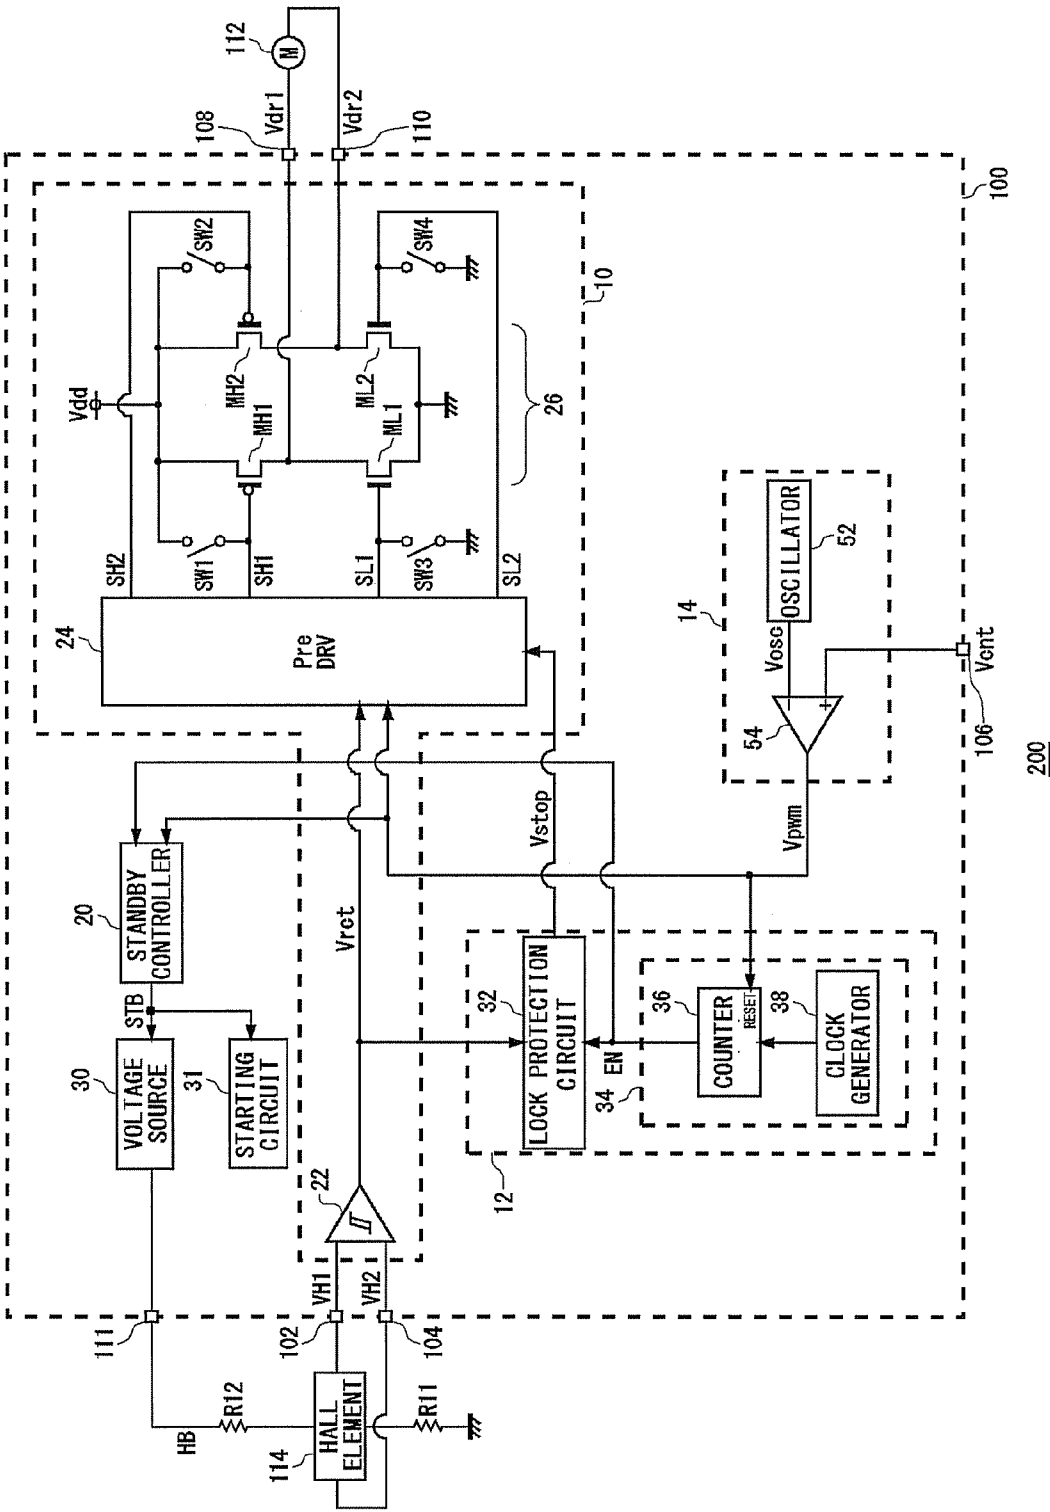 112
M
Vdr1
Vdr2
108
110
100
10
SW2
SW4
MH2
ML2
Vdd
MH1
ML1
26
SH2
SW1
SH1
SL1
SW3
SL2
24
Pre
DRV
14
OSCILLATOR
52
Vosc
54
−
+
Vcnt
106
Vpwm
20
STANDBY
CONTROLLER
STB
Vrct
Vstop
30
VOLTAGE
SOURCE
31
STARTING
CIRCUIT
32
LOCK PROTECTION
CIRCUIT
EN
36
COUNTER
RESET
34
38
CLOCK
GENERATOR
12
22
VH1
VH2
111
102
104
HB
R12
R11
114
HALL
ELEMENT
200